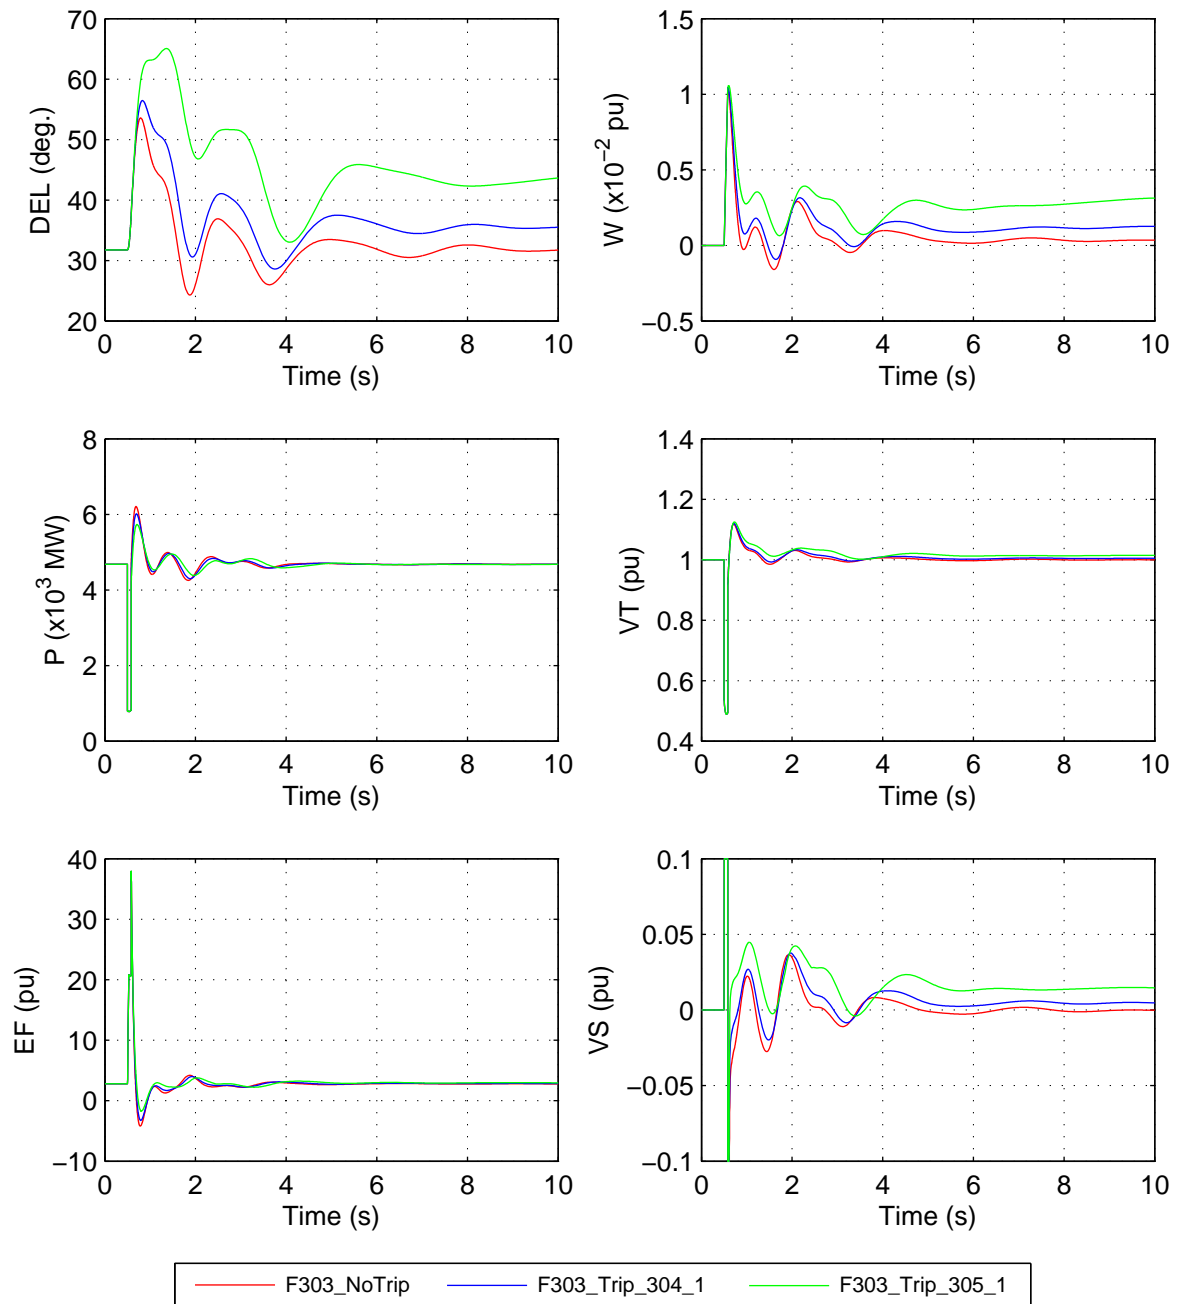 70
60
50
40
30
20
DEL (deg.)
0 2 4 6 8 10
Time (s)
1.5
1
0.5
0
−0.5
W (x10−2 pu)
0 2 4 6 8 10
Time (s)
8
6
4
2
0
P (x103 MW)
0 2 4 6 8 10
Time (s)
1.4
1.2
1
0.8
0.6
0.4
VT (pu)
0 2 4 6 8 10
Time (s)
40
30
20
10
0
−10
EF (pu)
0 2 4 6 8 10
Time (s)
0.1
0.05
0
−0.05
−0.1
VS (pu)
0 2 4 6 8 10
Time (s)
F303_NoTrip F303_Trip_304_1 F303_Trip_305_1